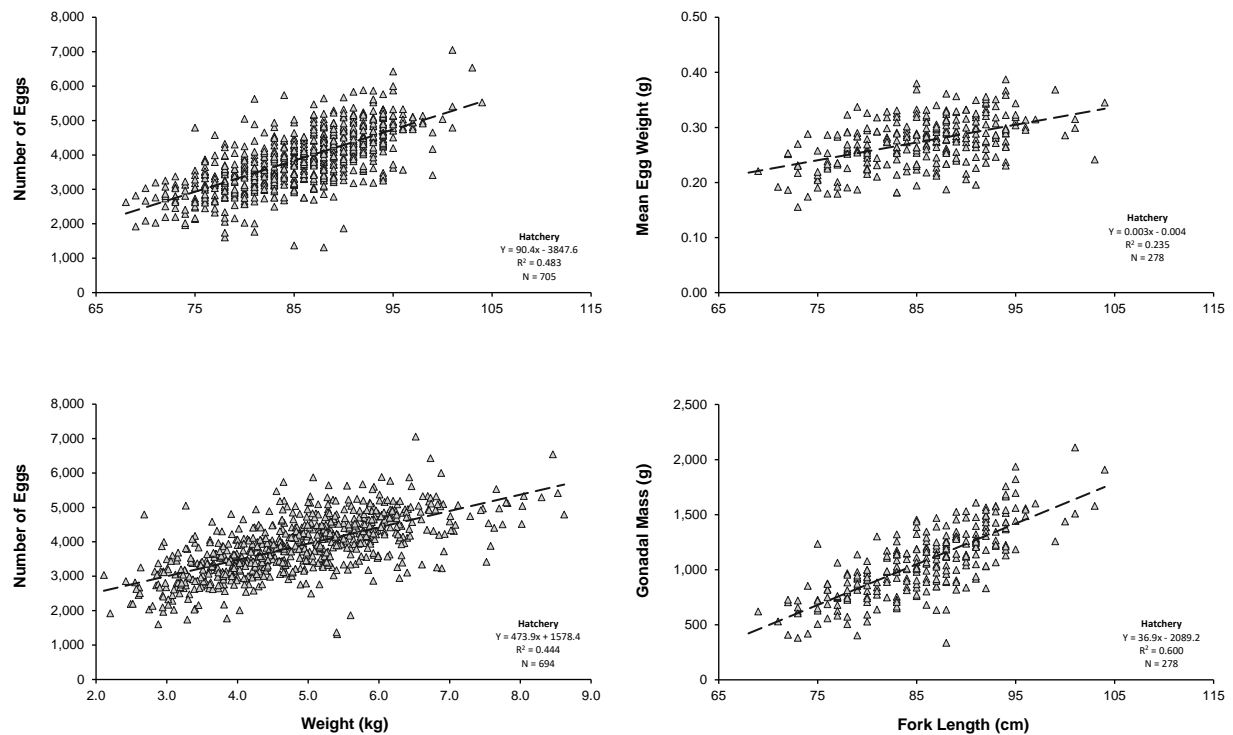 Number of Eggs
8,000
7,000
6,000
5,000
4,000
3,000
2,000
1,000
0
65 75 85 95 105 115
Hatchery
Y = 90.4x - 3847.6
R² = 0.483
N = 705
Mean Egg Weight (g)
0.50
0.40
0.30
0.20
0.10
0.00
65 75 85 95 105 115
Hatchery
Y = 0.003x - 0.004
R² = 0.235
N = 278
Number of Eggs
8,000
7,000
6,000
5,000
4,000
3,000
2,000
1,000
0
2.0 3.0 4.0 5.0 6.0 7.0 8.0 9.0
Weight (kg)
Hatchery
Y = 473.9x + 1578.4
R² = 0.444
N = 694
Gonadal Mass (g)
2,500
2,000
1,500
1,000
500
0
65 75 85 95 105 115
Fork Length (cm)
Hatchery
Y = 36.9x - 2089.2
R² = 0.600
N = 278